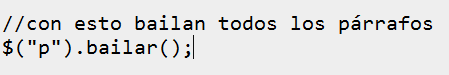 //con esto bailan todos los párrafos
$("p").bailar();